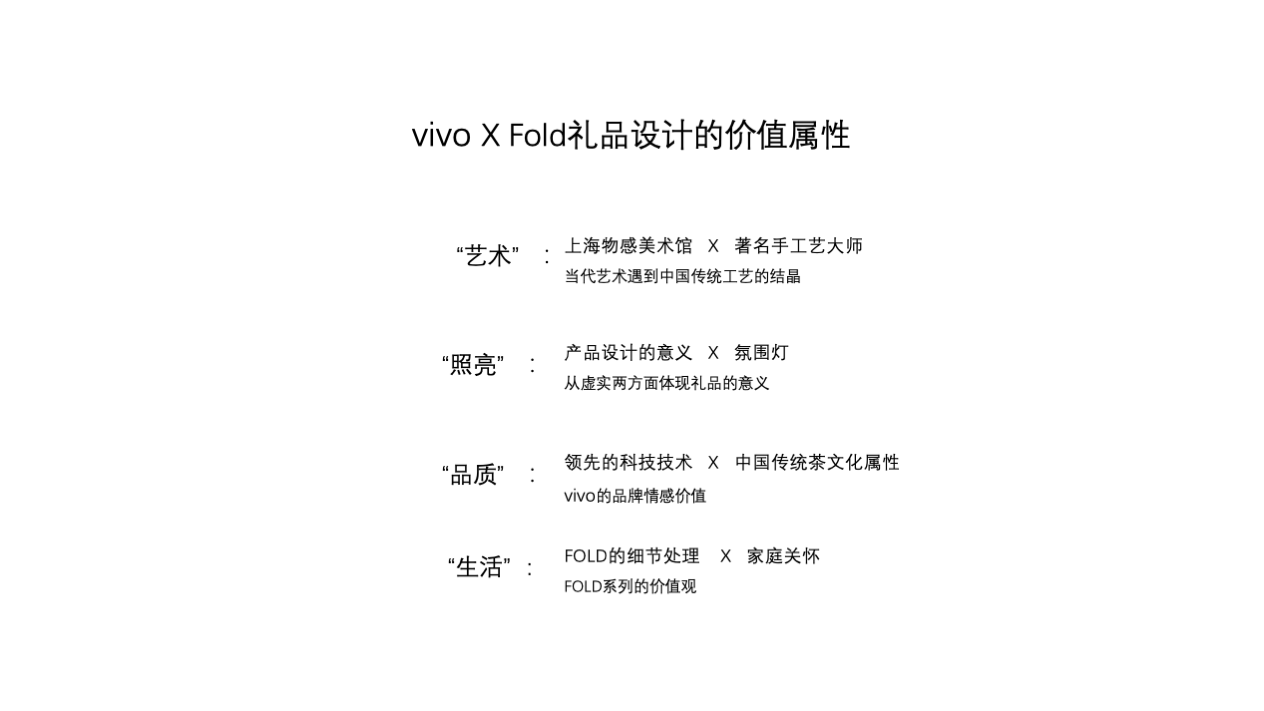 vivo X Fold礼品设计的价值属性
“艺术” : 上海物感美术馆 X 著名手工艺大师
当代艺术遇到中国传统工艺的结晶
“照亮” : 产品设计的意义 X 氛围灯
从虚实两方面体现礼品的意义
“品质” : 领先的科技技术 X 中国传统茶文化属性
vivo的品牌情感价值
“生活” : FOLD的细节处理 X 家庭关怀
FOLD系列的价值观